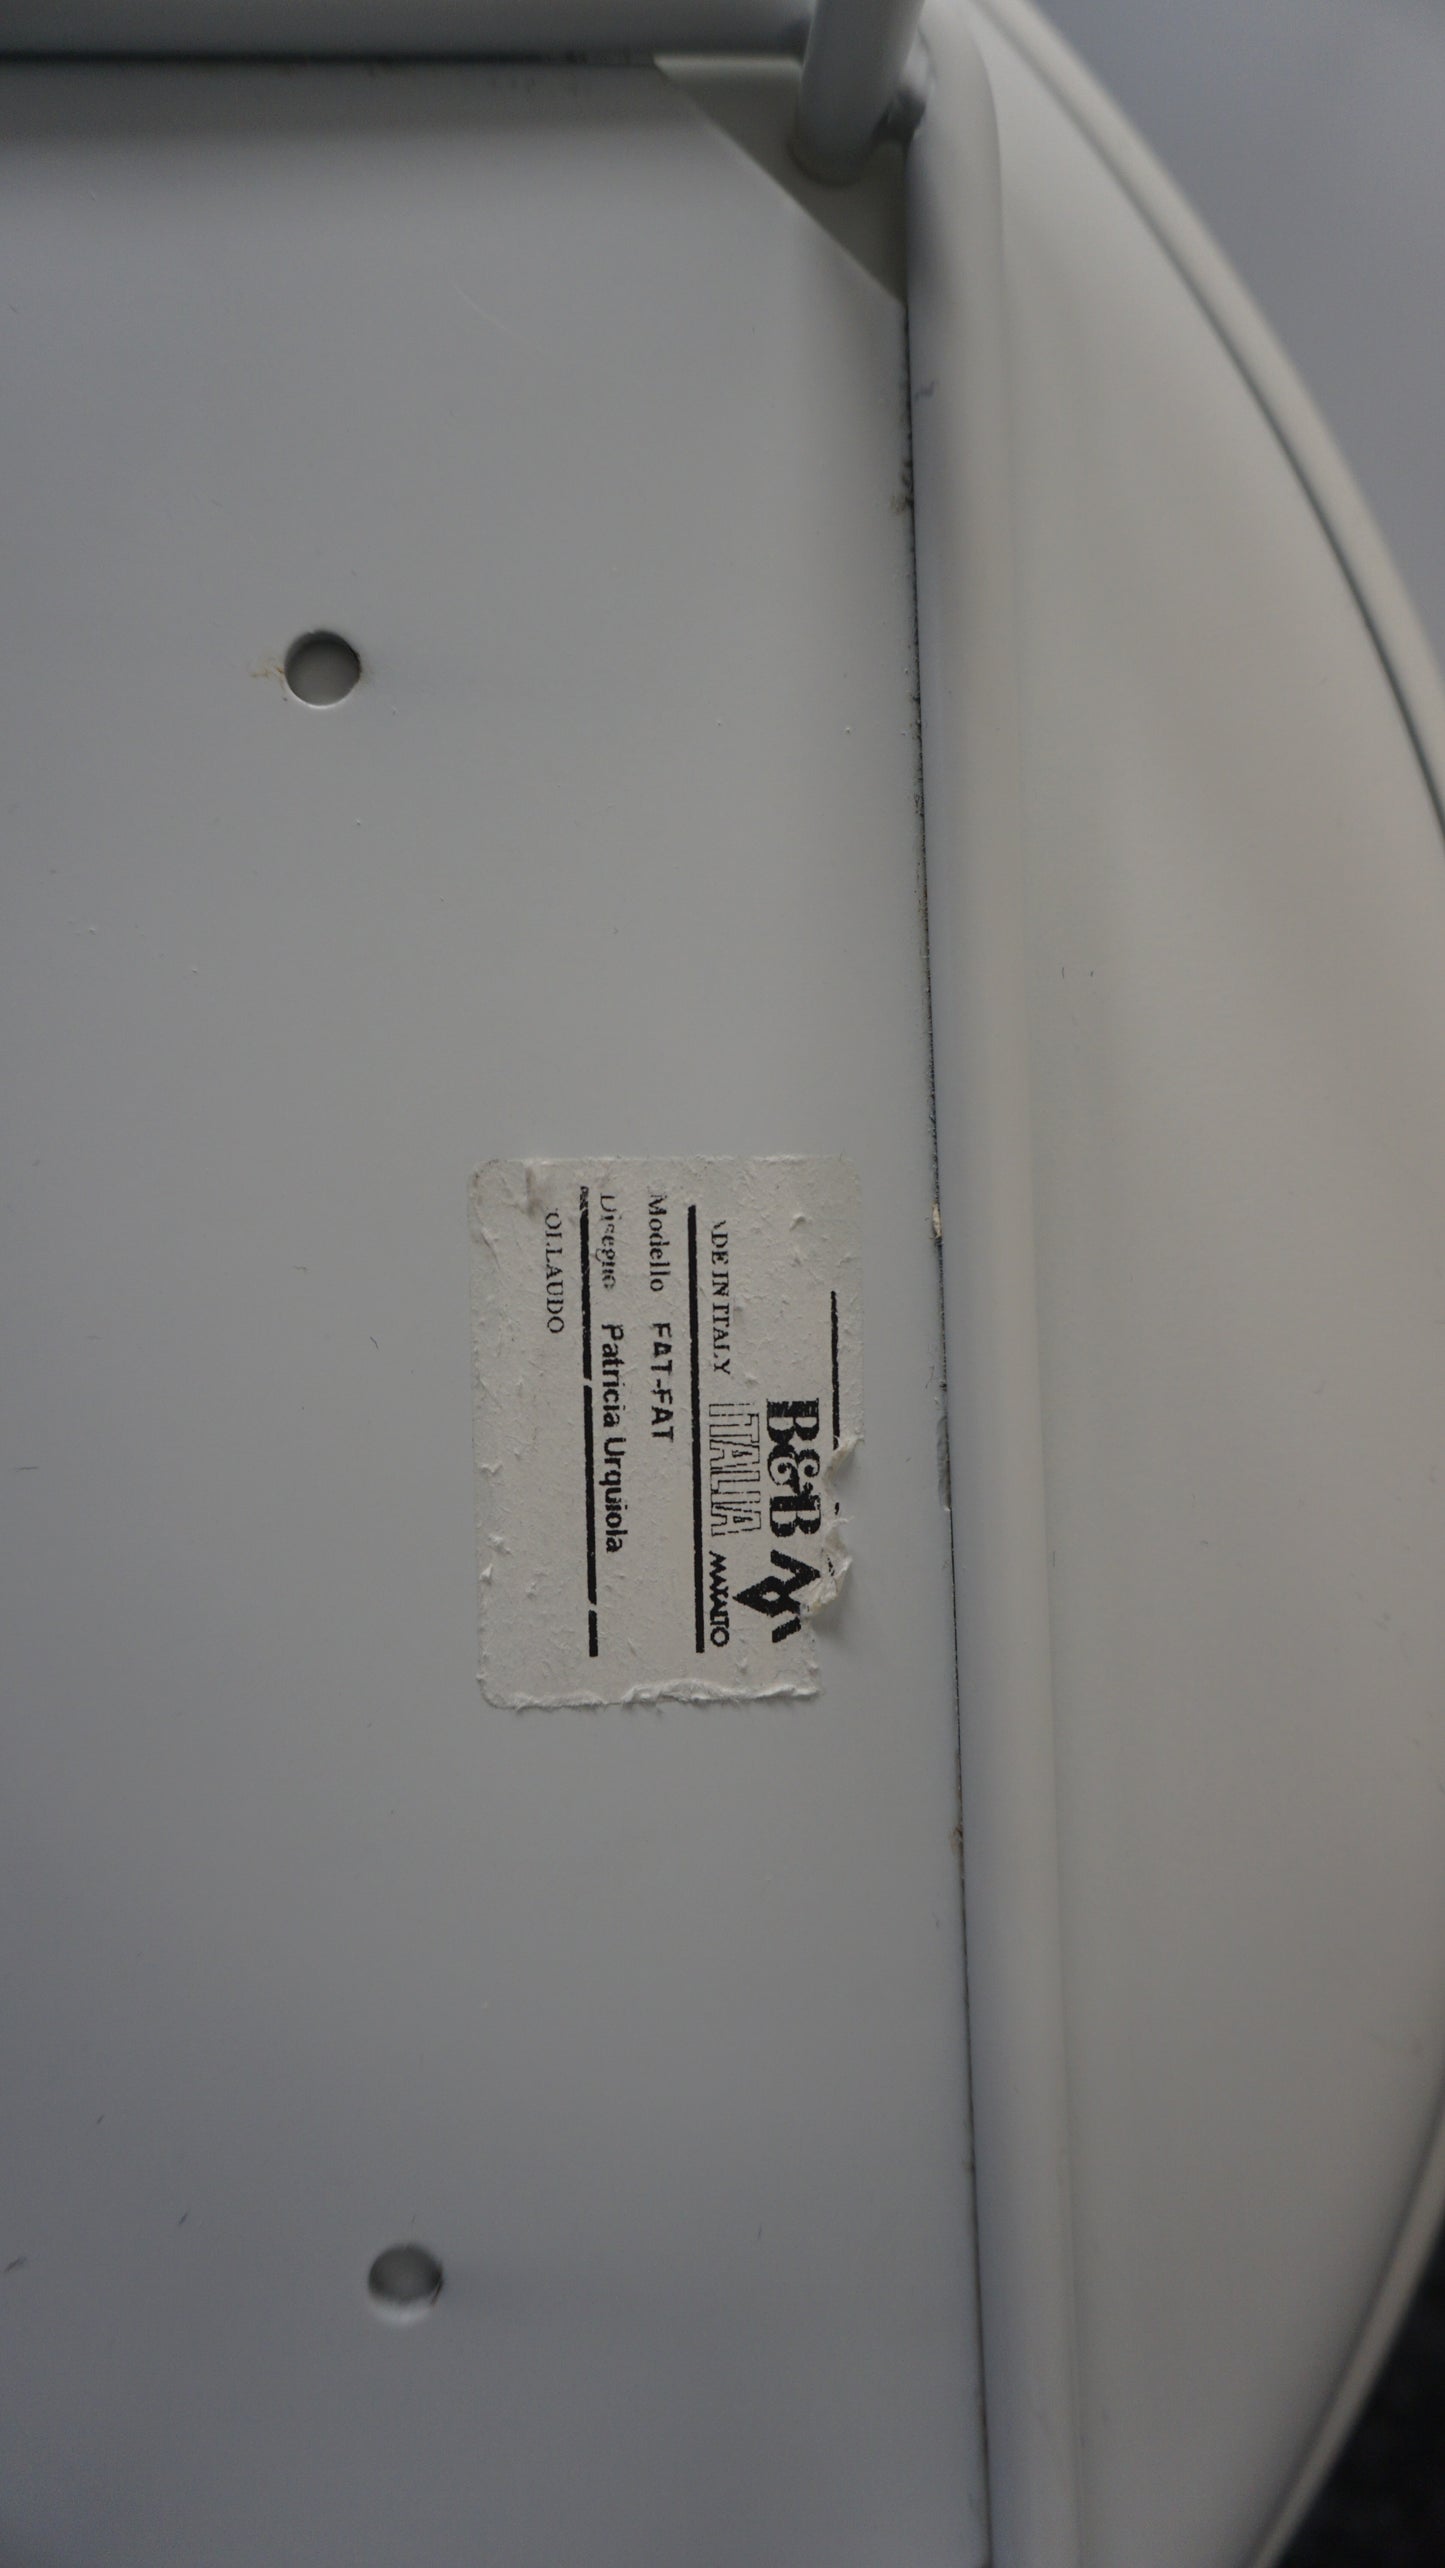 B&B
ITALIA
MAXALTO
ADE IN ITALY
Modello FAT-FAT
Disegno Patricia Urquiola
OLLAUDO